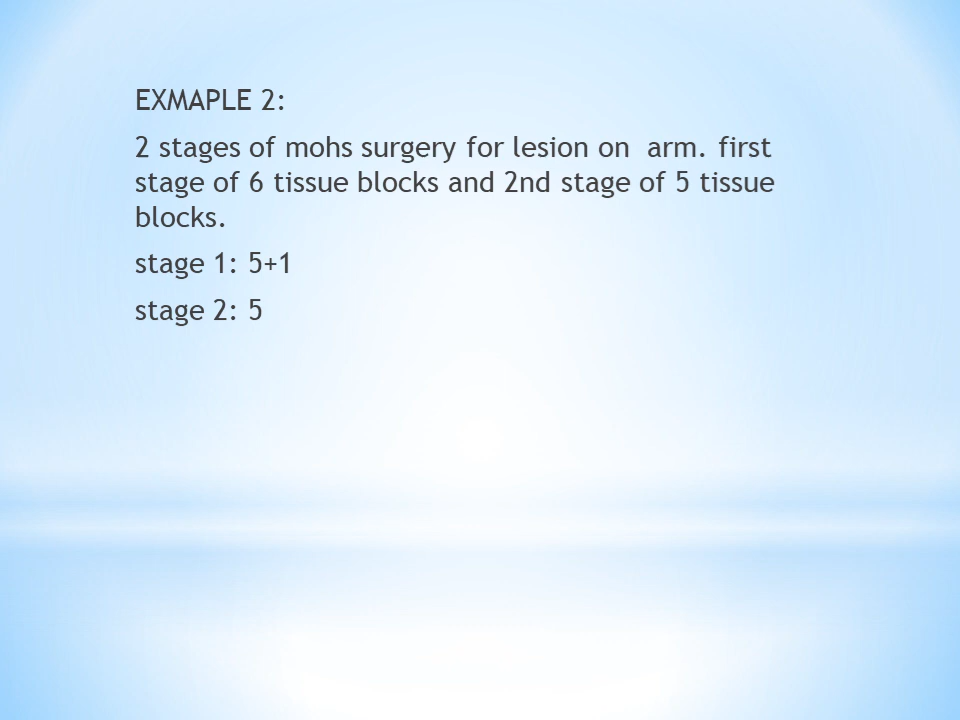 EXMAPLE 2:
2 stages of mohs surgery for lesion on  arm. first
stage of 6 tissue blocks and 2nd stage of 5 tissue
blocks.
stage 1: 5+1
stage 2: 5